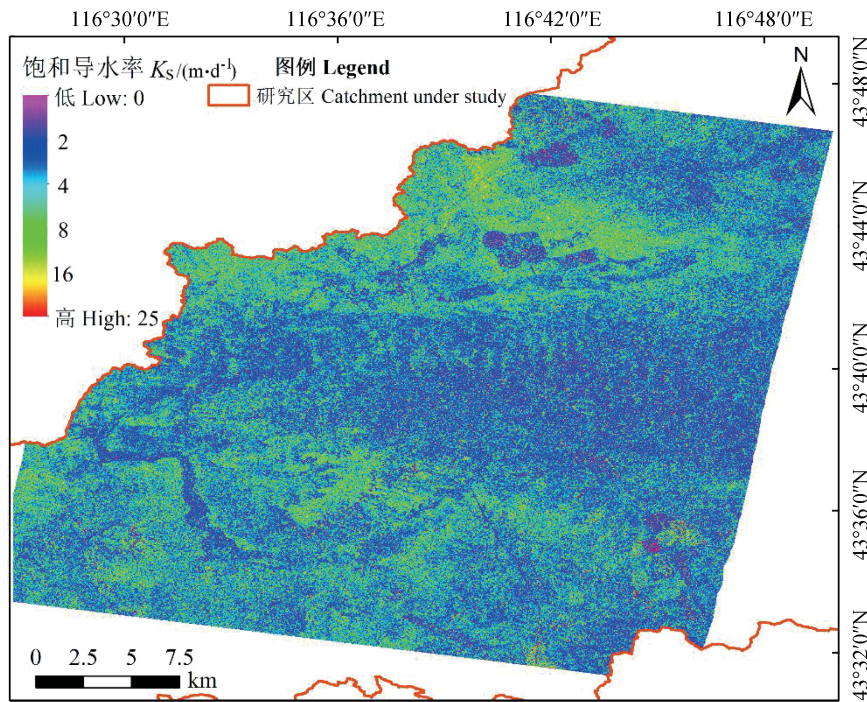 116°30′0″E 116°36′0″E 116°42′0″E 116°48′0″E
饱和导水率 Ks/(m·d⁻¹)
低 Low: 0
2
4
8
16
高 High: 25
图例 Legend
研究区 Catchment under study
N
43°48′0″N
43°44′0″N
43°40′0″N
43°36′0″N
43°32′0″N
0 2.5 5 7.5
km